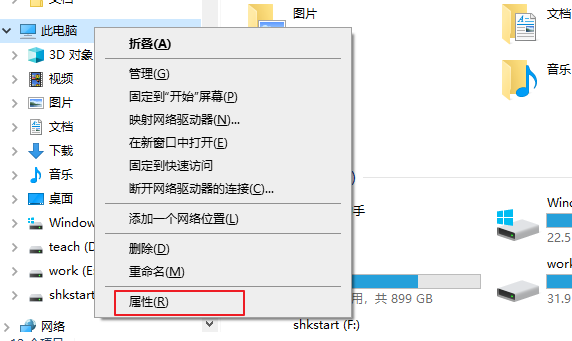 文档
此电脑
3D 对象
视频
图片
文档
下载
音乐
桌面
Window
teach (D
work (E
shkstart
网络
折叠(A)
管理(G)
固定到"开始"屏幕(P)
映射网络驱动器(N)...
在新窗口中打开(E)
固定到快速访问
断开网络驱动器的连接(C)...
添加一个网络位置(L)
删除(D)
重命名(M)
属性(R)
图片
文档
音乐
)
手
Wind
22.5
用，共 899 GB
work
31.9
shkstart (F:)